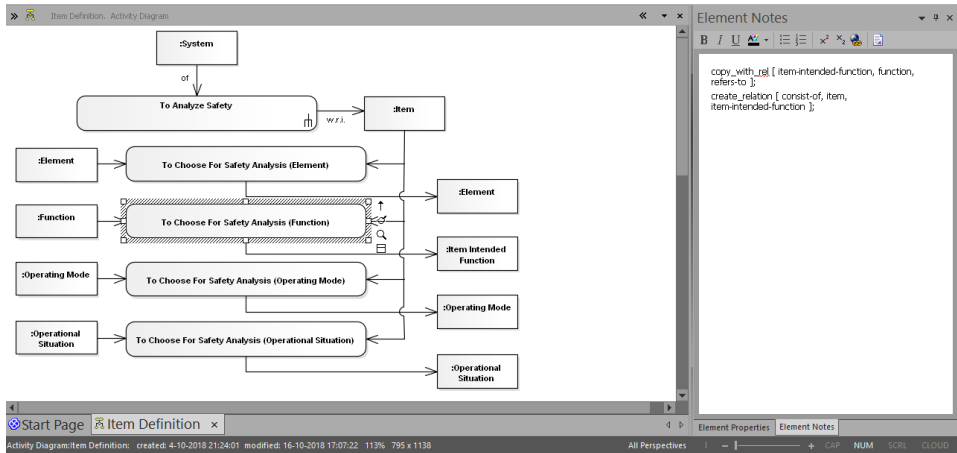 Item Definition. Activity Diagram
:System
of
To Analyze Safety
w.r.i.
:Item
:Element
To Choose For Safety Analysis (Element)
:Element
:Function
To Choose For Safety Analysis (Function)
:Item Intended
Function
:Operating Mode
To Choose For Safety Analysis (Operating Mode)
:Operating Mode
:Operational
Situation
To Choose For Safety Analysis (Operational Situation)
:Operational
Situation
Start Page
Item Definition
Activity Diagram:Item Definition: created: 4-10-2018 21:24:01 modified: 16-10-2018 17:07:22 113% 795 x 1138
All Perspectives
CAP NUM SCRL CLOUD
Element Notes
B I U
copy_with_rel [ item-intended-function, function,
refers-to ];
create_relation [ consist-of, item,
item-intended-function ];
Element Properties
Element Notes